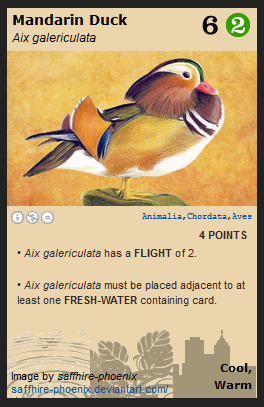 Mandarin Duck
6 2
Aix galericulata
Animalia,Chordata,Aves
4 POINTS
• Aix galericulata has a FLIGHT of 2.
• Aix galericulata must be placed adjacent to at
least one FRESH-WATER containing card.
Cool,
Warm
Image by saffhire-phoenix
saffhire-phoenix.deviantart.com/